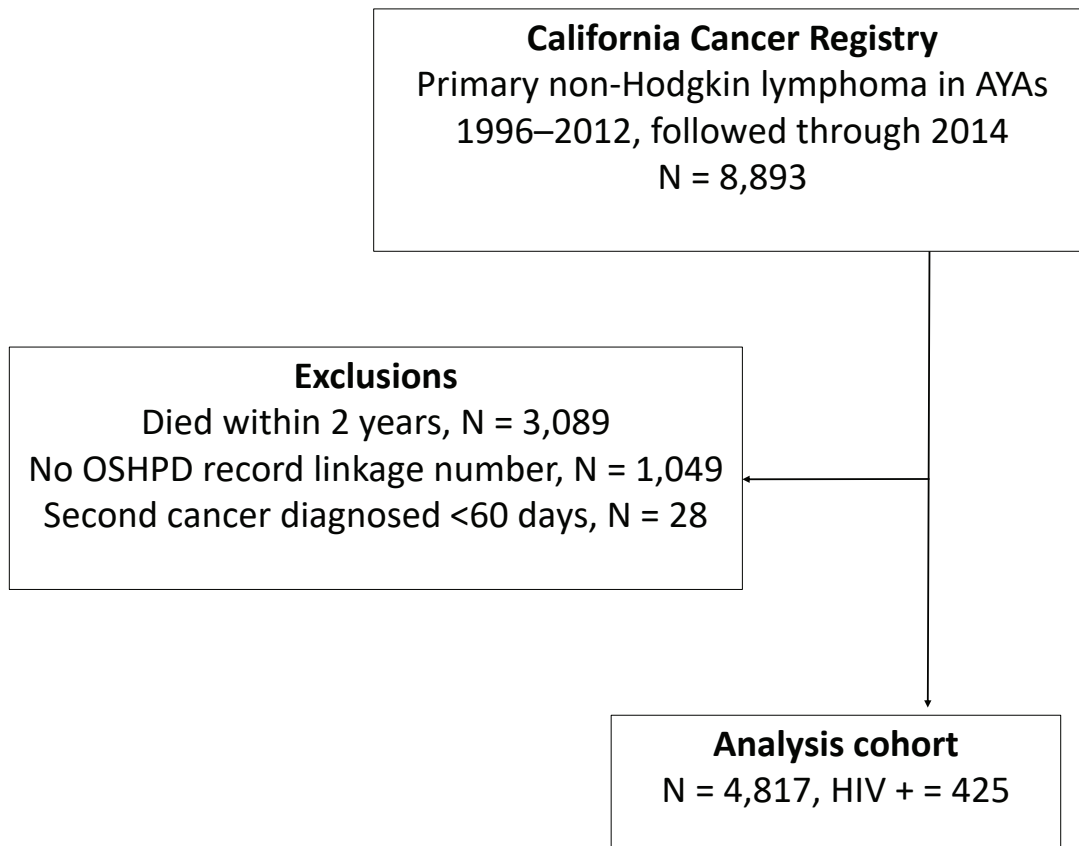 California Cancer Registry
Primary non-Hodgkin lymphoma in AYAs
1996–2012, followed through 2014
N = 8,893
Exclusions
Died within 2 years, N = 3,089
No OSHPD record linkage number, N = 1,049
Second cancer diagnosed <60 days, N = 28
Analysis cohort
N = 4,817, HIV + = 425